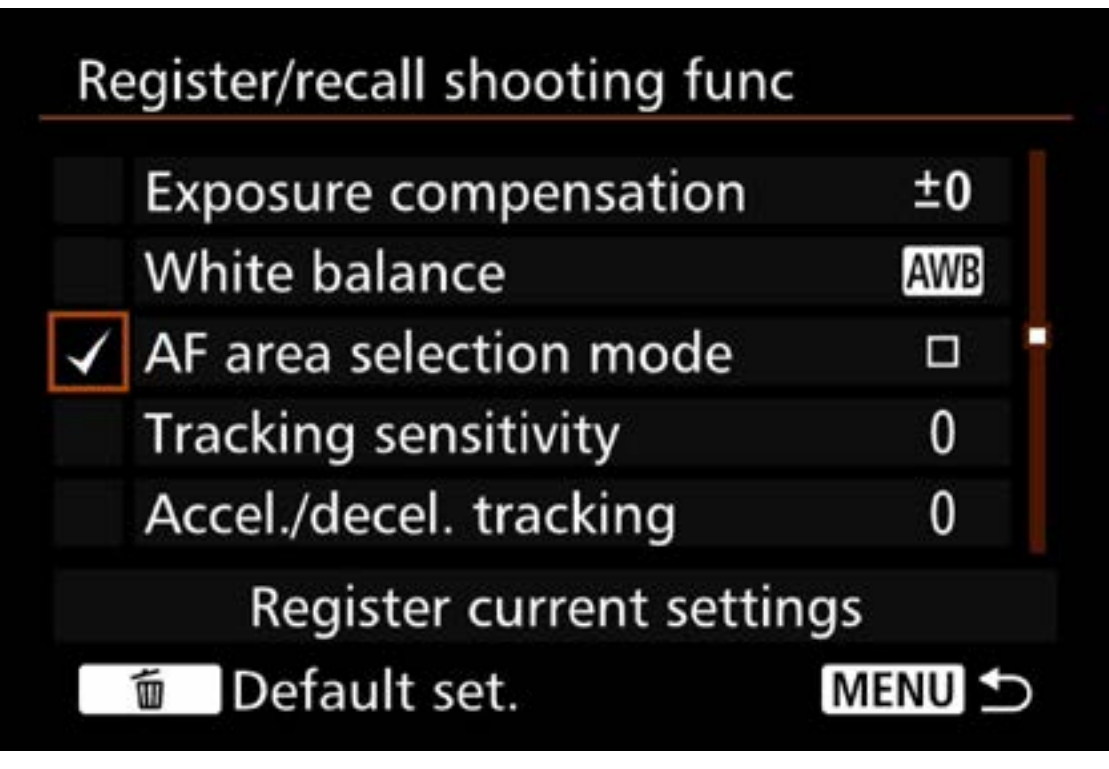 Register/recall shooting func
Exposure compensation ±0
White balance AWB
AF area selection mode
Tracking sensitivity 0
Accel./decel. tracking 0
Register current settings
Default set. MENU